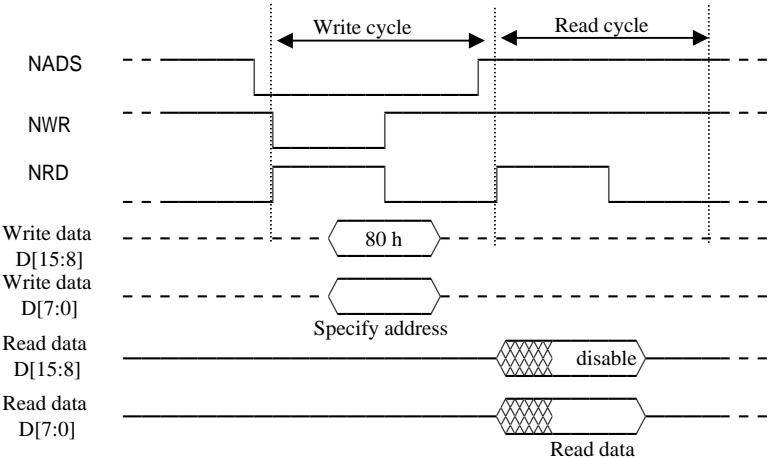 Write cycle
Read cycle
NADS
NWR
NRD
Write data
D[15:8]
80 h
Write data
D[7:0]
Specify address
Read data
D[15:8]
disable
Read data
D[7:0]
Read data